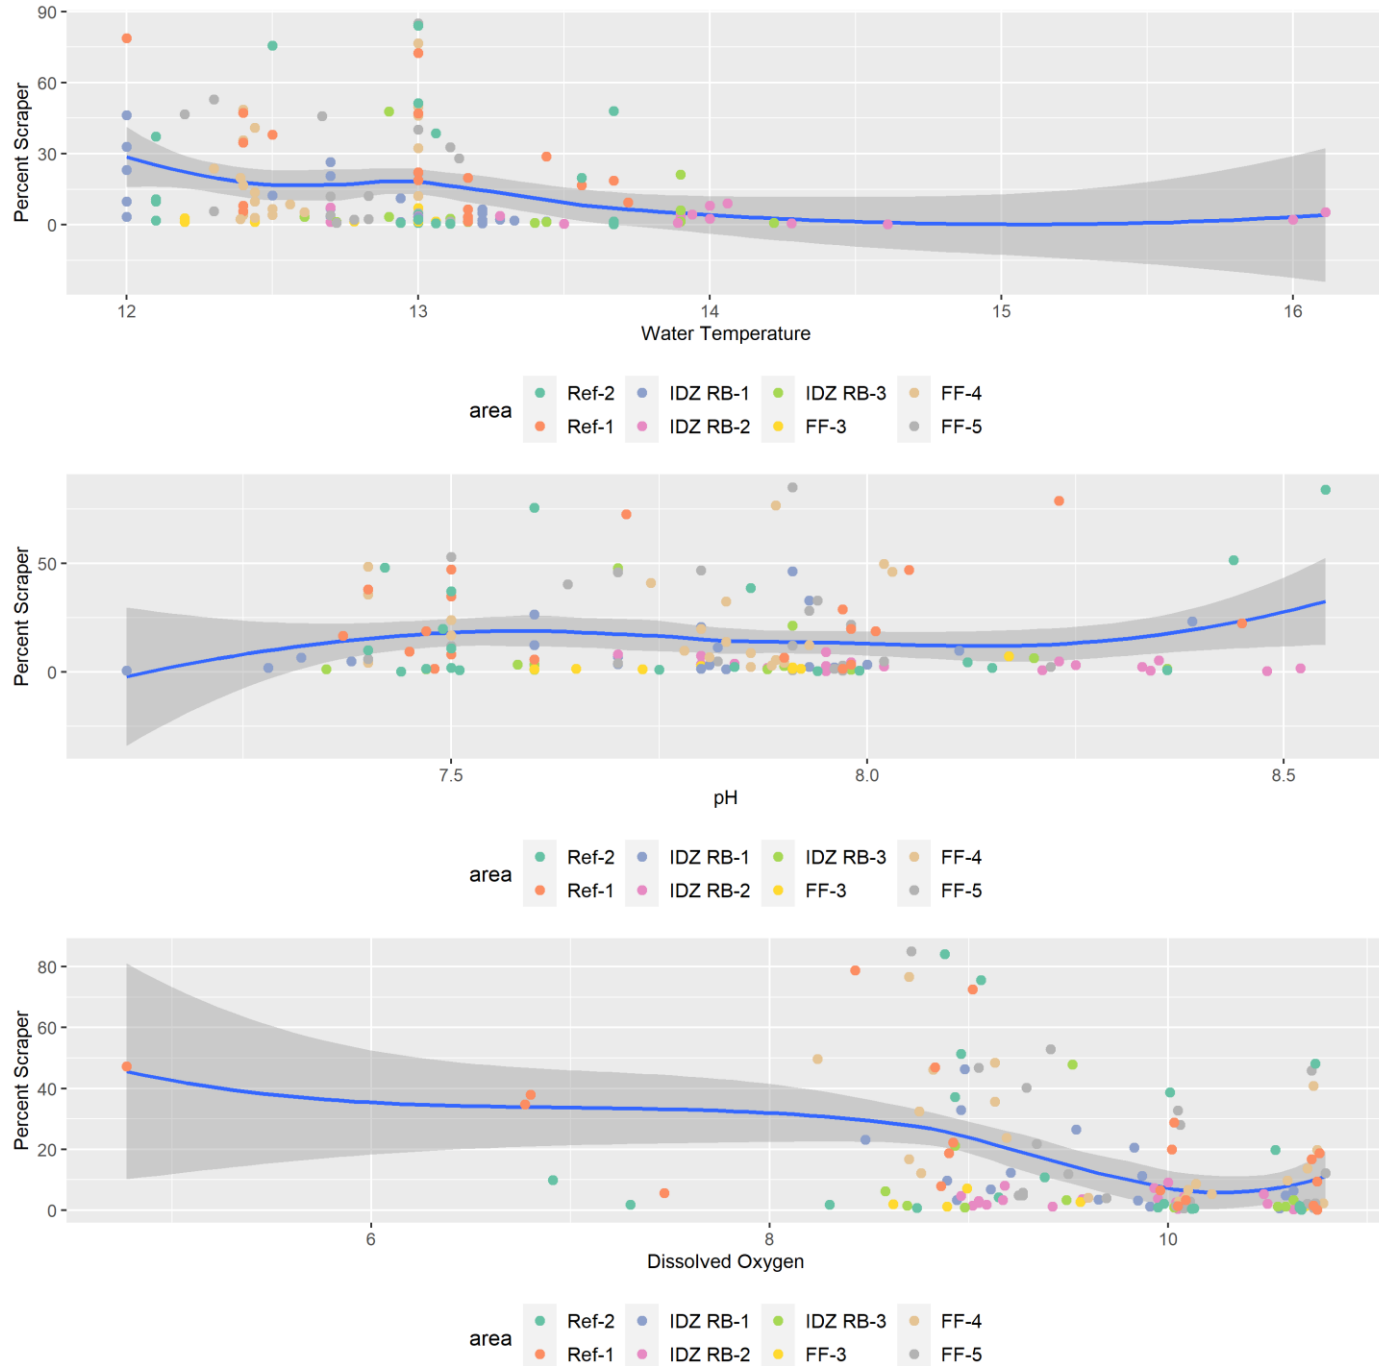 90
60
30
0
Percent Scraper
12 13 14 15 16
Water Temperature
area
Ref-2 IDZ RB-1 IDZ RB-3 FF-4
Ref-1 IDZ RB-2 FF-3 FF-5
50
0
Percent Scraper
7.5 8.0 8.5
pH
area
Ref-2 IDZ RB-1 IDZ RB-3 FF-4
Ref-1 IDZ RB-2 FF-3 FF-5
80
60
40
20
0
Percent Scraper
6 8 10
Dissolved Oxygen
area
Ref-2 IDZ RB-1 IDZ RB-3 FF-4
Ref-1 IDZ RB-2 FF-3 FF-5